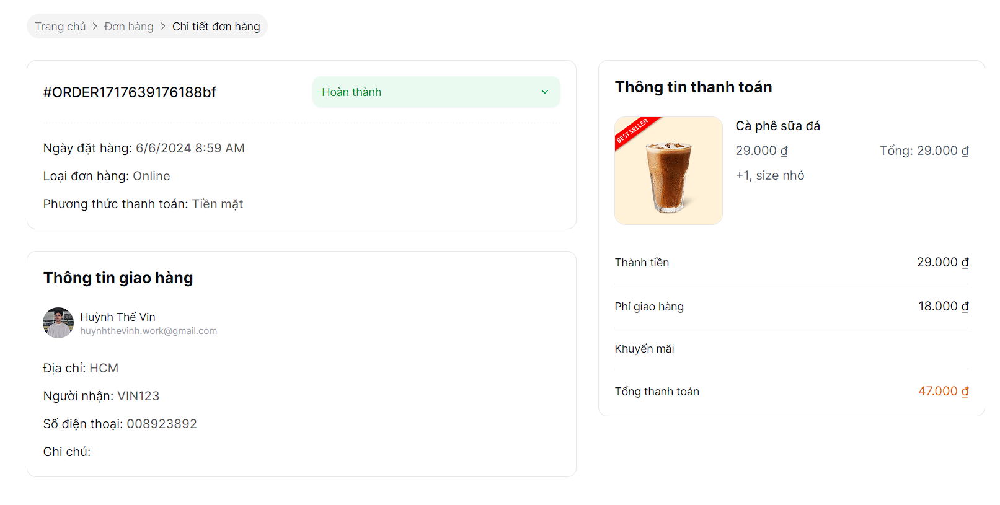 Trang chủ > Đơn hàng > Chi tiết đơn hàng
#ORDER1717639176188bf
Hoàn thành
Ngày đặt hàng: 6/6/2024 8:59 AM
Loại đơn hàng: Online
Phương thức thanh toán: Tiền mặt
Thông tin giao hàng
Huỳnh Thế Vin
huynhthevinh.work@gmail.com
Địa chỉ: HCM
Người nhận: VIN123
Số điện thoại: 008923892
Ghi chú:
Thông tin thanh toán
BEST SELLER
Cà phê sữa đá
29.000 ₫ Tổng: 29.000 ₫
+1, size nhỏ
Thành tiền 29.000 ₫
Phí giao hàng 18.000 ₫
Khuyến mãi
Tổng thanh toán 47.000 ₫